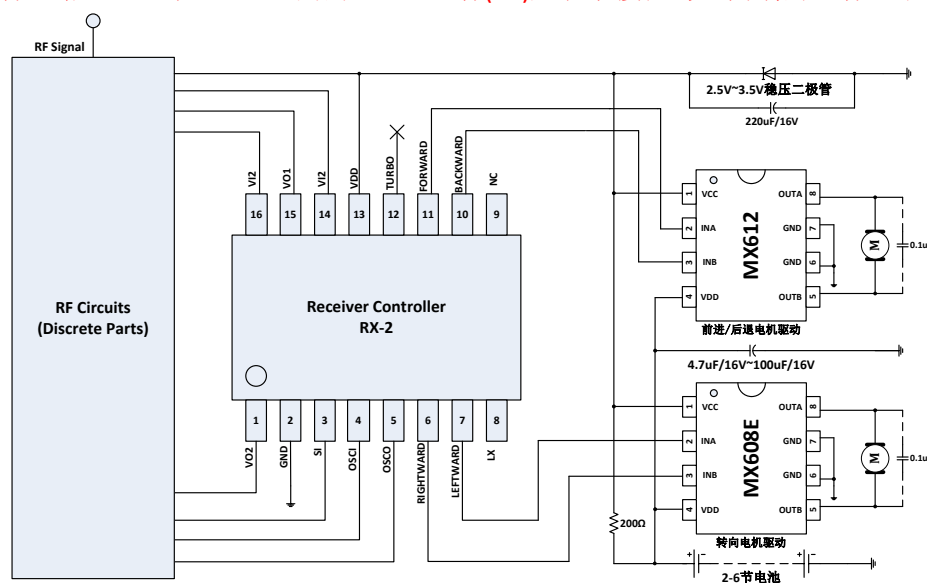 RF Signal
2.5V~3.5V稳压二极管
220uF/16V
RF Circuits
(Discrete Parts)
VI2
VO1
VI2
VDD
TURBO
FORWARD
BACKWARD
NC
16
15
14
13
12
11
10
9
Receiver Controller
RX-2
1
2
3
4
5
6
7
8
VO2
GND
SI
OSCI
OSCO
RIGHTWARD
LEFTWARD
LX
1
VCC
OUTA
8
2
INA
GND
7
3
INB
GND
6
4
VDD
OUTB
5
MX612
M
0.1u
前进/后退电机驱动
4.7uF/16V~100uF/16V
1
VCC
OUTA
8
2
INA
GND
7
3
INB
GND
6
4
VDD
OUTB
5
MX608E
M
0.1u
转向电机驱动
200Ω
+ -
+ -
2-6节电池